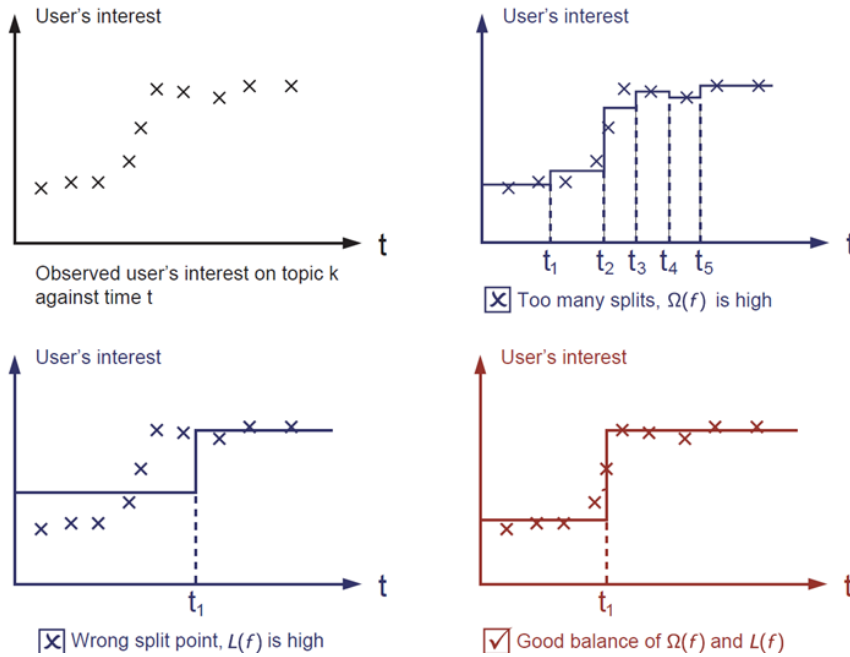 User's interest
t
Observed user's interest on topic k
against time t
User's interest
t₁ t₂ t₃ t₄ t₅
t
☒ Too many splits, Ω(f) is high
User's interest
t
t₁
☒ Wrong split point, L(f) is high
User's interest
t
t₁
☑ Good balance of Ω(f) and L(f)